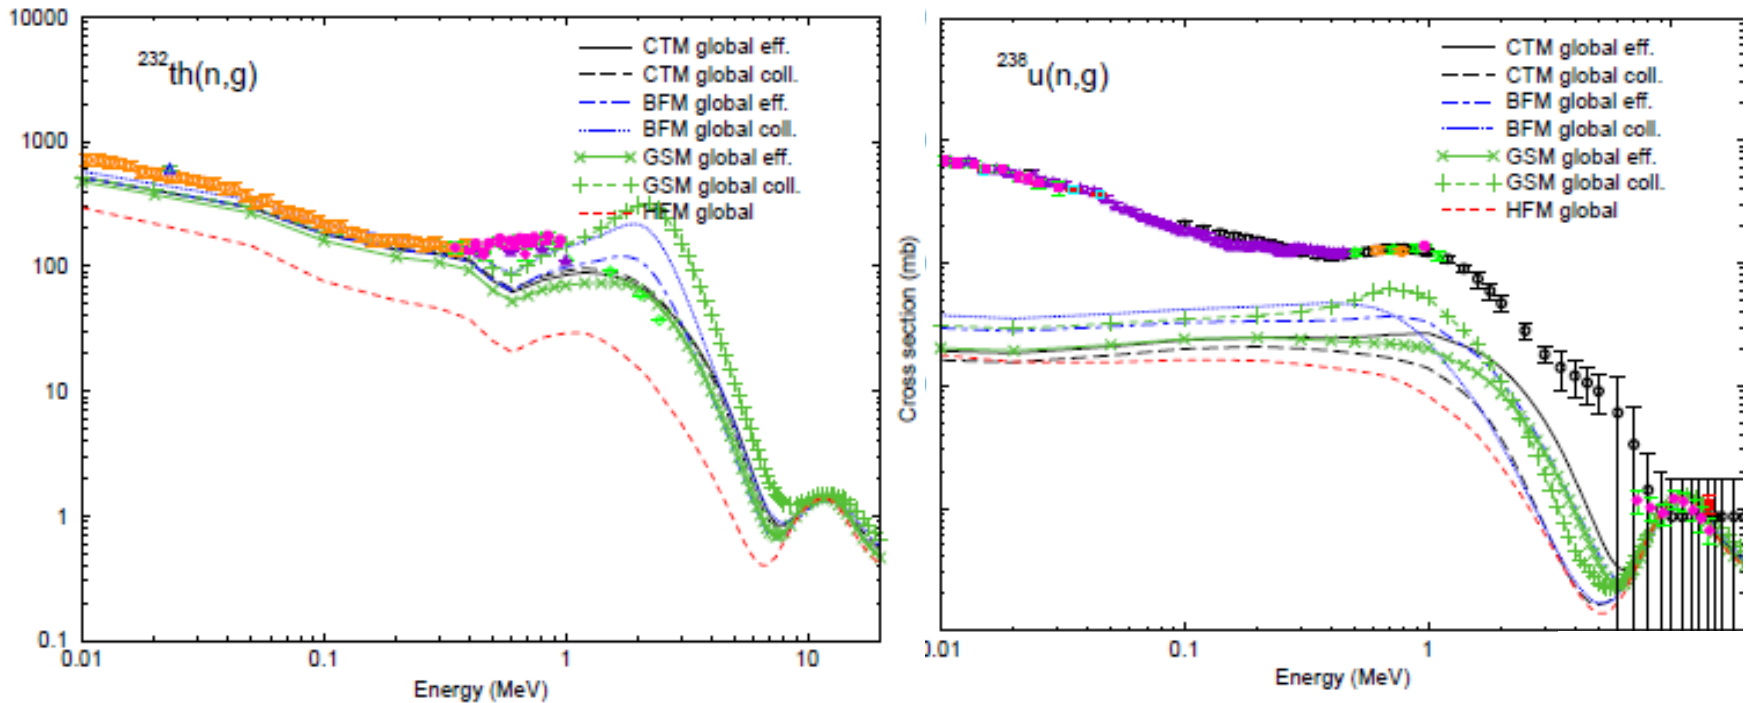 10000
1000
100
10
1
0.1
0.01
0.1
1
10
Energy (MeV)
232th(n,g)
CTM global eff.
CTM global coll.
BFM global eff.
BFM global coll.
GSM global eff.
GSM global coll.
HFM global
Cross section (mb)
238u(n,g)
CTM global eff.
CTM global coll.
BFM global eff.
BFM global coll.
GSM global eff.
GSM global coll.
HFM global
0.01
0.1
1
Energy (MeV)